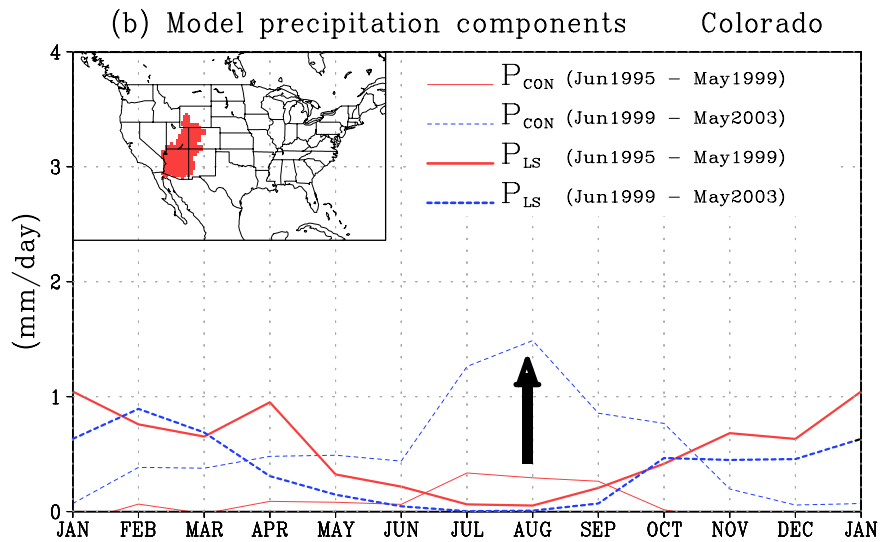 (b) Model precipitation components Colorado
4
P_CON (Jun1995 − May1999)
P_CON (Jun1999 − May2003)
3
P_LS (Jun1995 − May1999)
P_LS (Jun1999 − May2003)
(mm/day)
2
1
0
JAN FEB MAR APR MAY JUN JUL AUG SEP OCT NOV DEC JAN